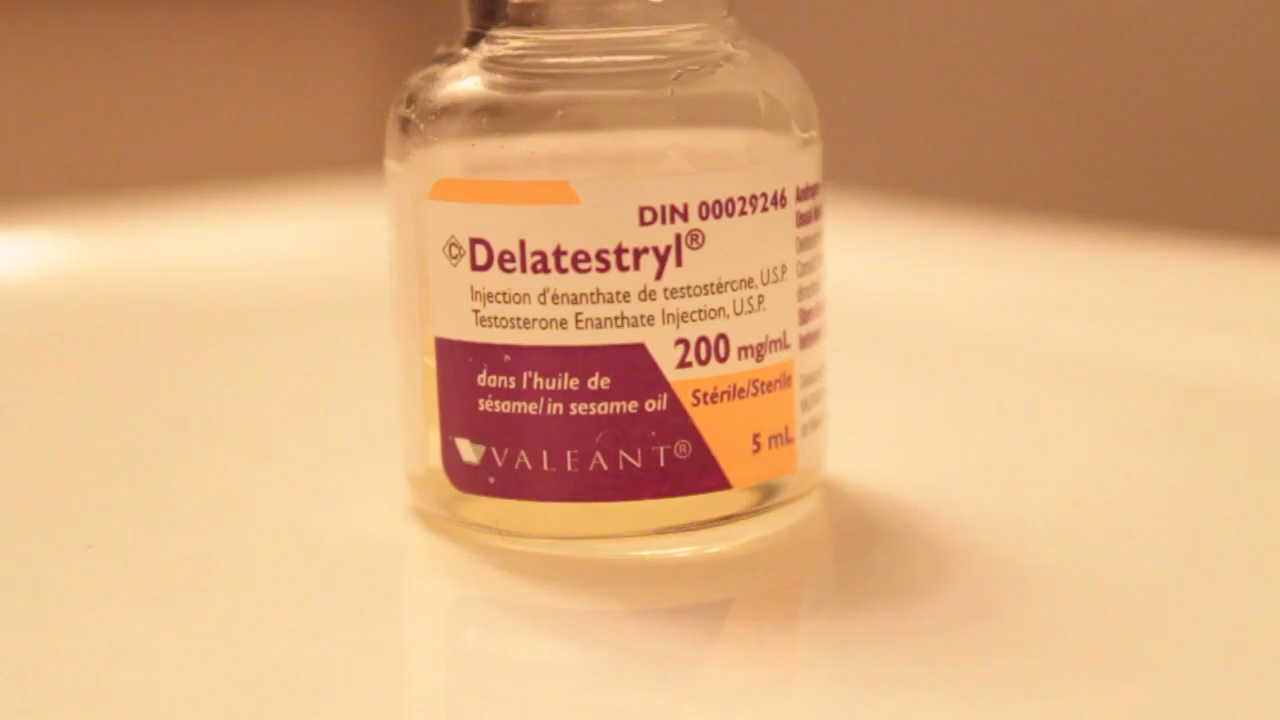 DIN 00029246
C Delatestryl®
Injection d'énanthate de testostérone, U.S.P.
Testosterone Enanthate Injection, U.S.P.
200 mg/mL
dans l'huile de
sésame/in sesame oil
Stérile/Sterile
5 mL
VALEANT®